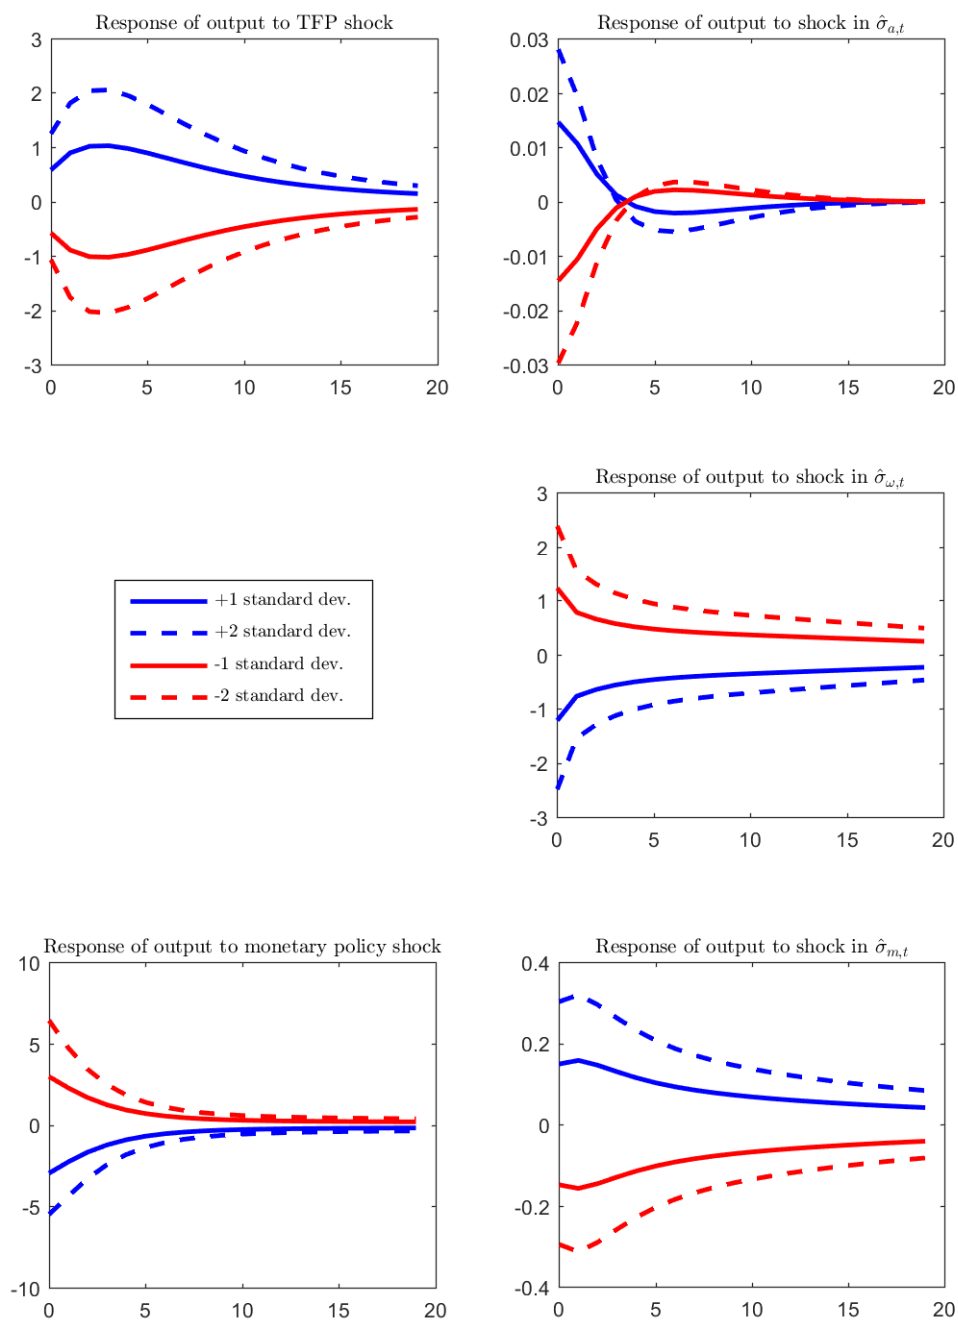 Response of output to TFP shock
3
2
1
0
-1
-2
-3
0 5 10 15 20
Response of output to shock in σ̂_{a,t}
0.03
0.02
0.01
0
-0.01
-0.02
-0.03
0 5 10 15 20
+1 standard dev.
+2 standard dev.
-1 standard dev.
-2 standard dev.
Response of output to shock in σ̂_{ω,t}
3
2
1
0
-1
-2
-3
0 5 10 15 20
Response of output to monetary policy shock
10
5
0
-5
-10
0 5 10 15 20
Response of output to shock in σ̂_{m,t}
0.4
0.2
0
-0.2
-0.4
0 5 10 15 20